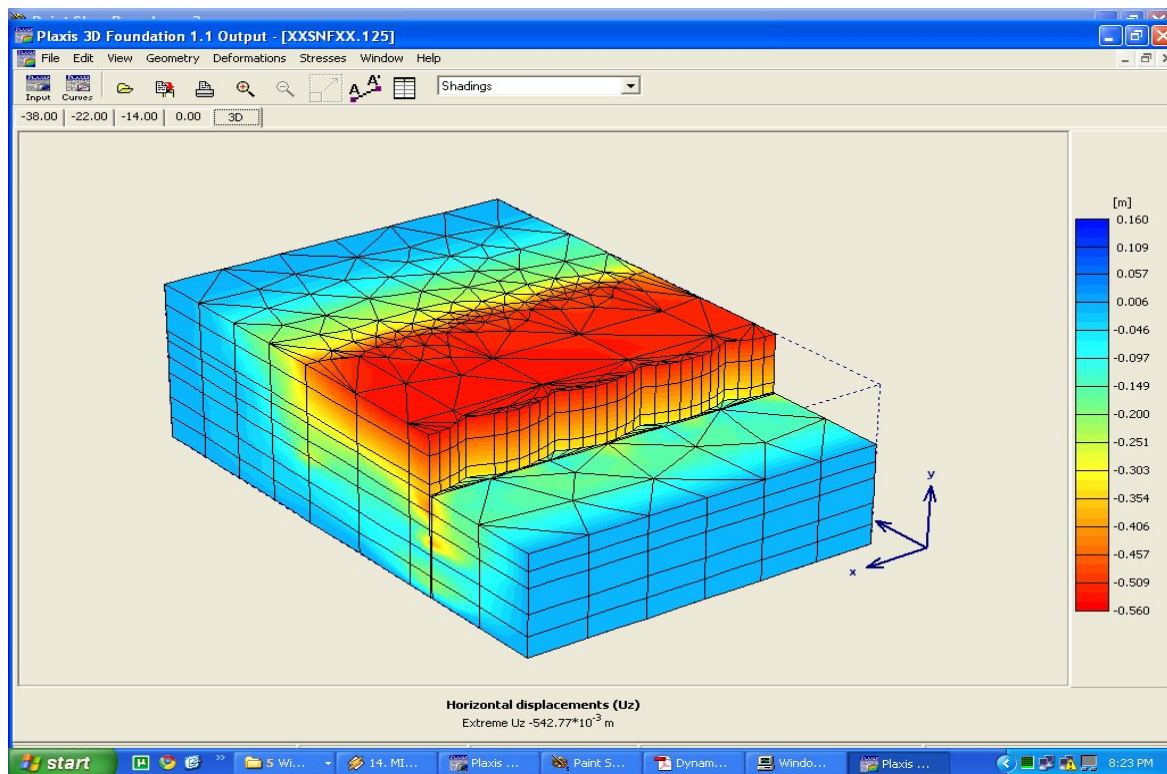 Plaxis 3D Foundation 1.1 Output - [XXSNFXX.125]
File Edit View Geometry Deformations Stresses Window Help
Input Curves A A' Shadings
-38.00 -22.00 -14.00 0.00 3D
[m]
0.160
0.109
0.057
0.006
-0.046
-0.097
-0.149
-0.200
-0.251
-0.303
-0.354
-0.406
-0.457
-0.509
-0.560
y
x
Horizontal displacements (Uz)
Extreme Uz -542.77*10⁻³ m
start 5 Wi... 14. MI... Plaxis ... Paint S... Dynam... Windo... Plaxis ... 8:23 PM